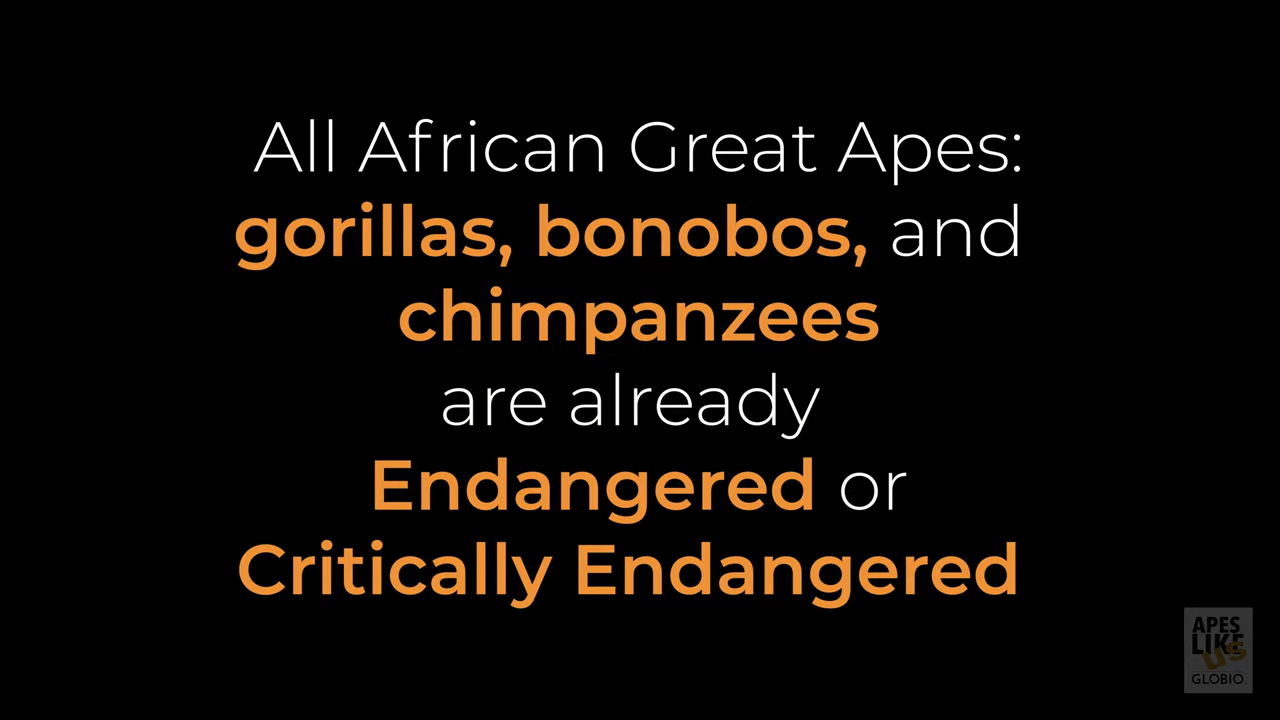 All African Great Apes:
gorillas, bonobos, and
chimpanzees
are already
Endangered or
Critically Endangered
APES
LIKE
us
GLOBIO